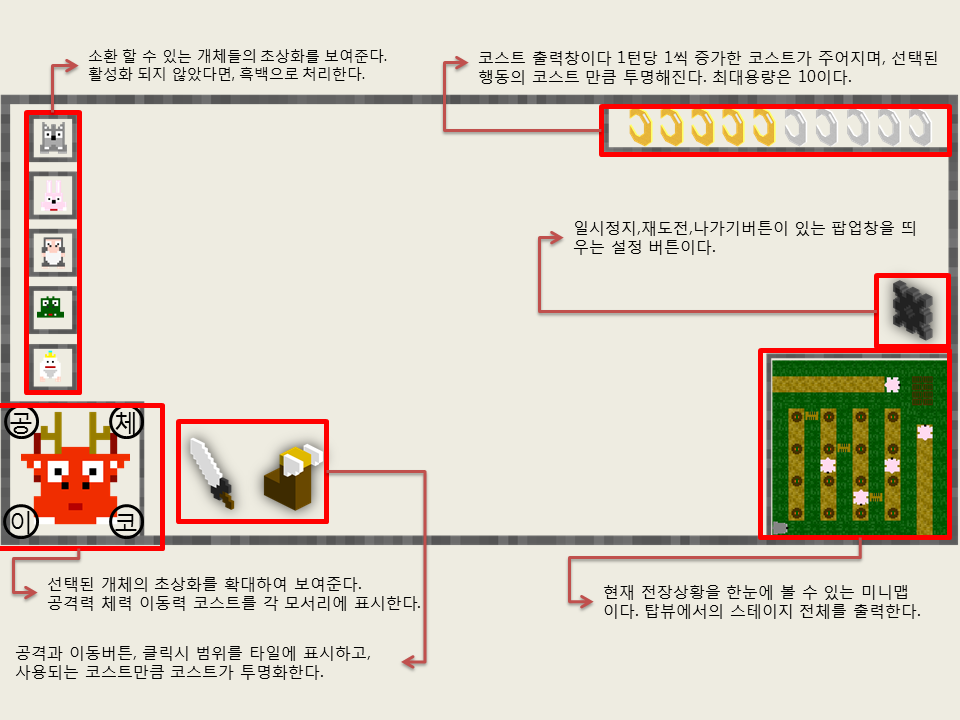 소환 할 수 있는 개체들의 초상화를 보여준다.
활성화 되지 않았다면, 흑백으로 처리한다.
코스트 출력창이다 1턴당 1씩 증가한 코스트가 주어지며, 선택된
행동의 코스트 만큼 투명해진다. 최대용량은 10이다.
일시정지,재도전,나가기버튼이 있는 팝업창을 띄
우는 설정 버튼이다.
공
체
이
코
선택된 개체의 초상화를 확대하여 보여준다.
공격력 체력 이동력 코스트를 각 모서리에 표시한다.
현재 전장상황을 한눈에 볼 수 있는 미니맵
이다. 탑뷰에서의 스테이지 전체를 출력한다.
공격과 이동버튼, 클릭시 범위를 타일에 표시하고,
사용되는 코스트만큼 코스트가 투명화한다.